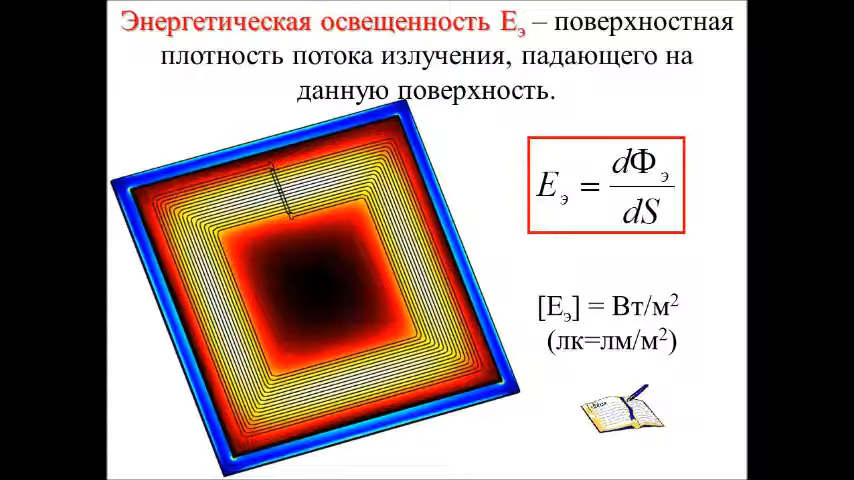 Энергетическая освещенность Eэ – поверхностная
плотность потока излучения, падающего на
данную поверхность.
Eэ = dФэ / dS
[Eэ] = Вт/м²
(лк=лм/м²)